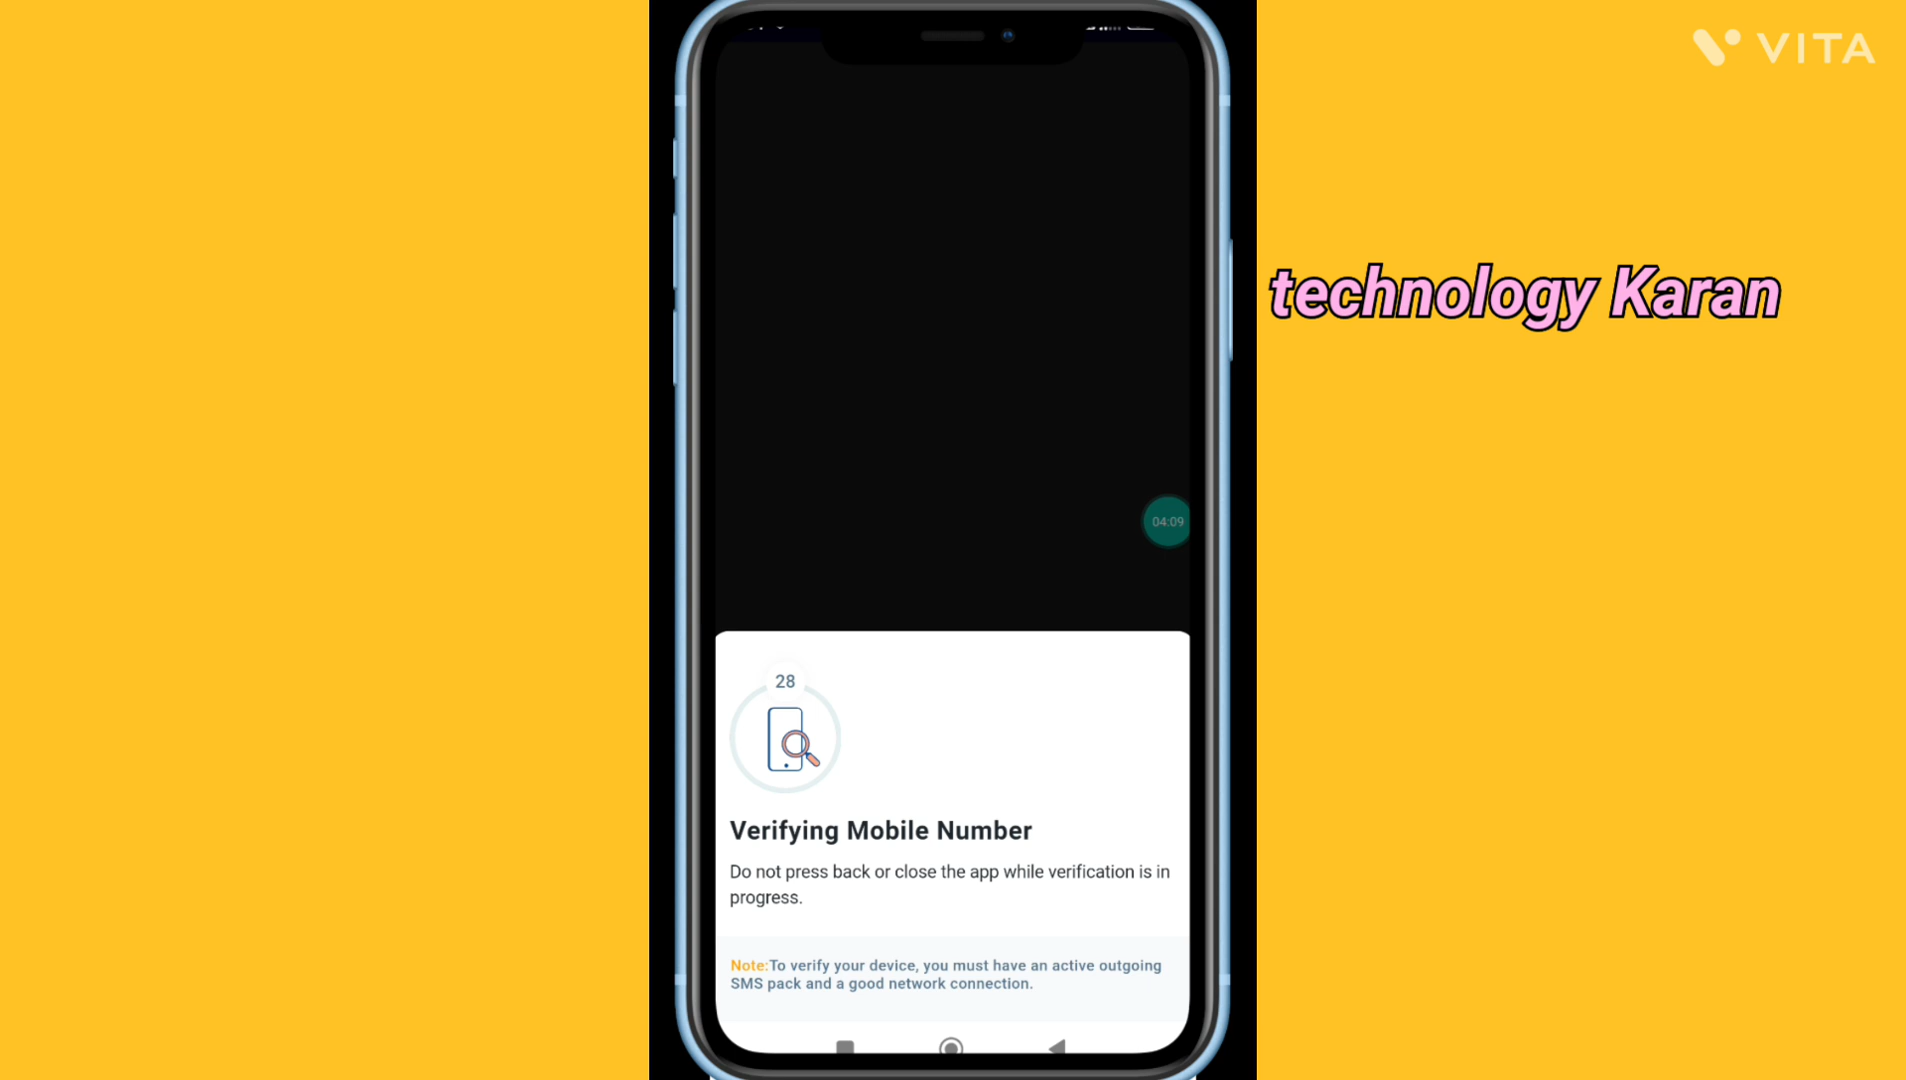 VITA
technology Karan
04:09
28
Verifying Mobile Number
Do not press back or close the app while verification is in
progress.
Note:To verify your device, you must have an active outgoing
SMS pack and a good network connection.